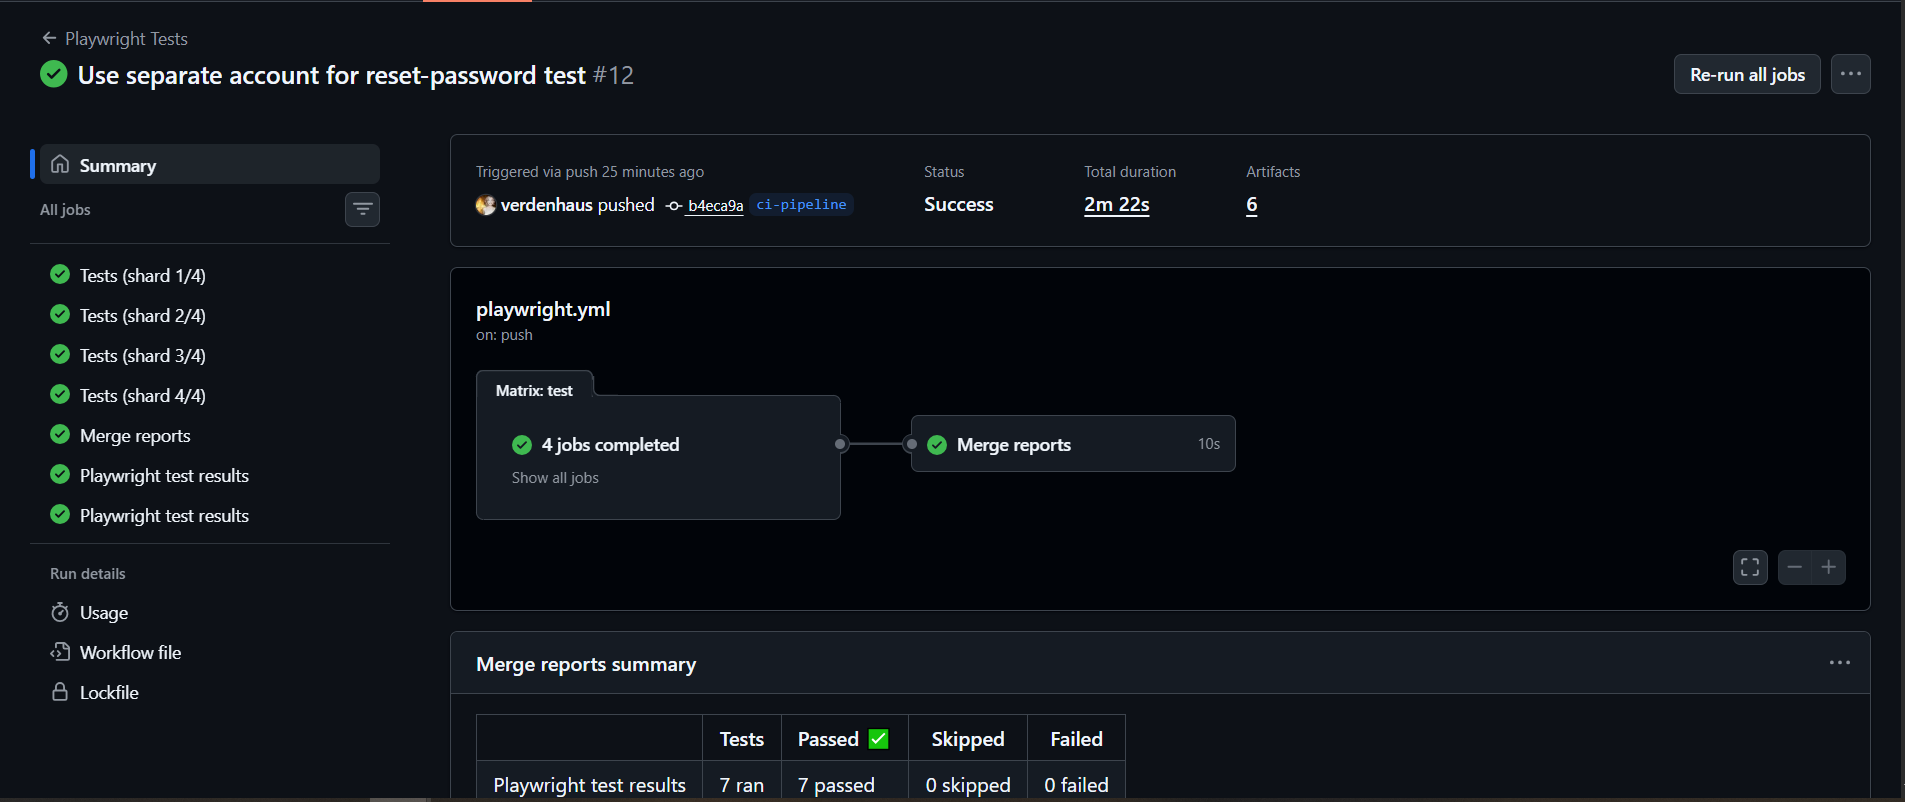 Playwright Tests
Use separate account for reset-password test #12
Re-run all jobs
Summary
All jobs
Tests (shard 1/4)
Tests (shard 2/4)
Tests (shard 3/4)
Tests (shard 4/4)
Merge reports
Playwright test results
Playwright test results
Run details
Usage
Workflow file
Lockfile
Triggered via push 25 minutes ago
verdenhaus pushed b4eca9a ci-pipeline
Status
Success
Total duration
2m 22s
Artifacts
6
playwright.yml
on: push
Matrix: test
4 jobs completed
Show all jobs
Merge reports 10s
Merge reports summary
Tests Passed ✅ Skipped Failed
Playwright test results 7 ran 7 passed 0 skipped 0 failed